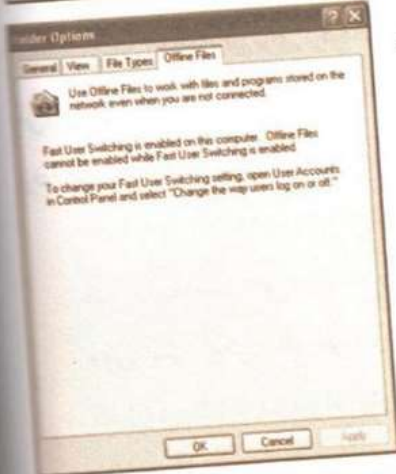 Folder Options
General View File Types Offline Files
Use Offline Files to work with files and programs stored on the
network even when you are not connected.
Fast User Switching is enabled on this computer. Offline Files
cannot be enabled while Fast User Switching is enabled.
To change your Fast User Switching setting, open User Accounts
in Control Panel and select "Change the way users log on or off."
OK Cancel Apply